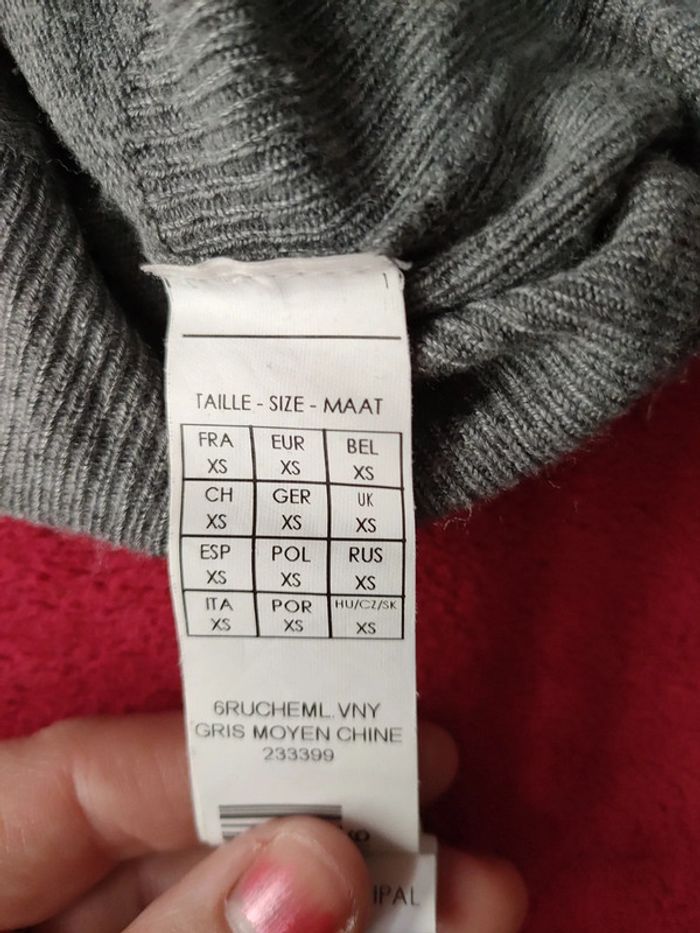 TAILLE - SIZE - MAAT
FRA EUR BEL
XS XS XS
CH GER UK
XS XS XS
ESP POL RUS
XS XS XS
ITA POR HU/CZ/SK
XS XS XS
6RUCHEML.VNY
GRIS MOYEN CHINE
233399
IPAL